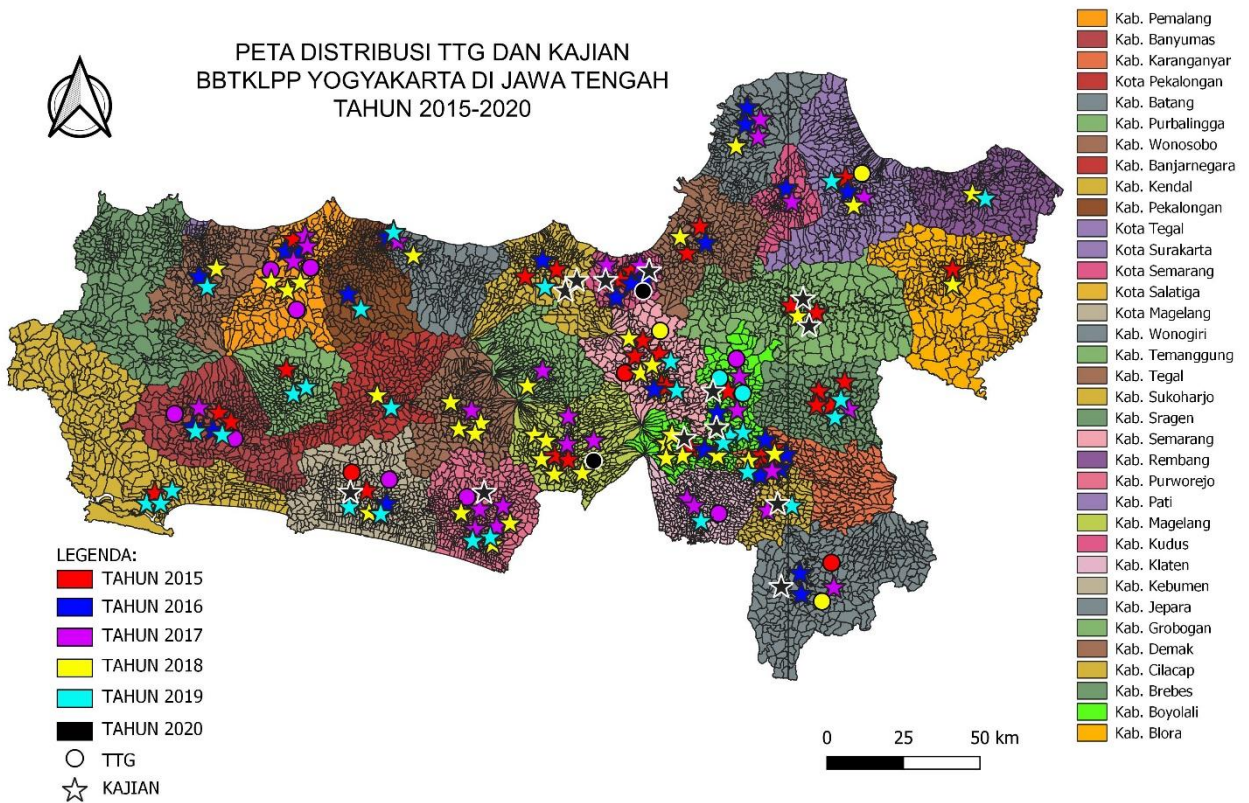 PETA DISTRIBUSI TTG DAN KAJIAN
BBTKLPP YOGYAKARTA DI JAWA TENGAH
TAHUN 2015-2020
LEGENDA:
TAHUN 2015
TAHUN 2016
TAHUN 2017
TAHUN 2018
TAHUN 2019
TAHUN 2020
TTG
KAJIAN
0 25 50 km
Kab. Pemalang
Kab. Banyumas
Kab. Karanganyar
Kota Pekalongan
Kab. Batang
Kab. Purbalingga
Kab. Wonosobo
Kab. Banjarnegara
Kab. Kendal
Kab. Pekalongan
Kota Tegal
Kota Surakarta
Kota Semarang
Kota Salatiga
Kota Magelang
Kab. Wonogiri
Kab. Temanggung
Kab. Tegal
Kab. Sukoharjo
Kab. Sragen
Kab. Semarang
Kab. Rembang
Kab. Purworejo
Kab. Pati
Kab. Magelang
Kab. Kudus
Kab. Klaten
Kab. Kebumen
Kab. Jepara
Kab. Grobogan
Kab. Demak
Kab. Cilacap
Kab. Brebes
Kab. Boyolali
Kab. Blora